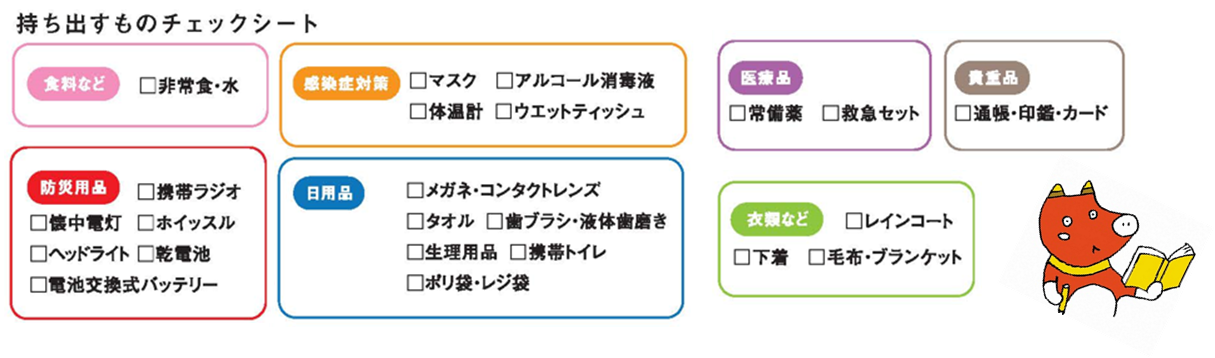 持ち出すものチェックシート
食料など
□非常食・水
感染症対策
□マスク □アルコール消毒液
□体温計 □ウエットティッシュ
医療品
□常備薬 □救急セット
貴重品
□通帳・印鑑・カード
防災用品
□携帯ラジオ
□懐中電灯 □ホイッスル
□ヘッドライト □乾電池
□電池交換式バッテリー
日用品
□メガネ・コンタクトレンズ
□タオル □歯ブラシ・液体歯磨き
□生理用品 □携帯トイレ
□ポリ袋・レジ袋
衣類など
□レインコート
□下着 □毛布・ブランケット